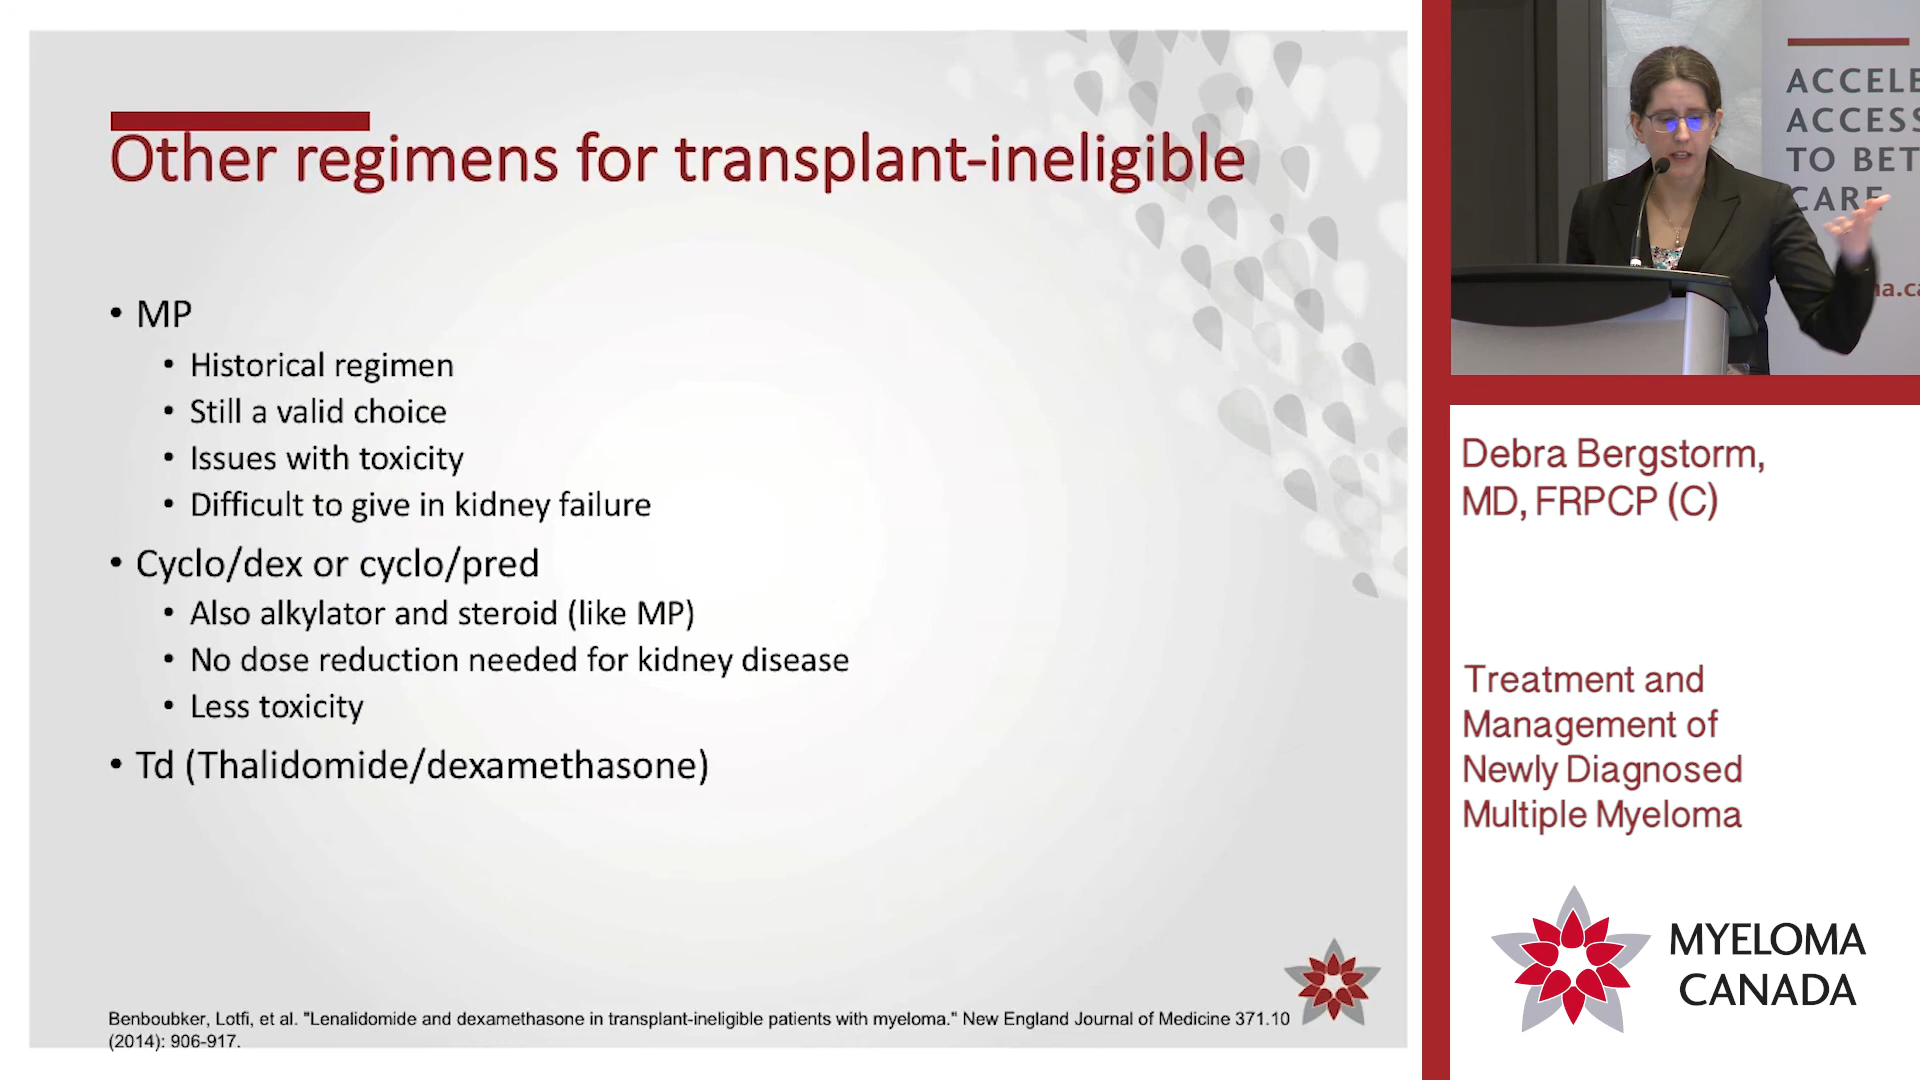 Other regimens for transplant-ineligible
• MP
• Historical regimen
• Still a valid choice
• Issues with toxicity
• Difficult to give in kidney failure
• Cyclo/dex or cyclo/pred
• Also alkylator and steroid (like MP)
• No dose reduction needed for kidney disease
• Less toxicity
• Td (Thalidomide/dexamethasone)
Benboubker, Lotfi, et al. "Lenalidomide and dexamethasone in transplant-ineligible patients with myeloma." New England Journal of Medicine 371.10
(2014): 906-917.
ACCELE
ACCESS
TO BET
CARE
na.ca
Debra Bergstorm,
MD, FRPCP (C)
Treatment and
Management of
Newly Diagnosed
Multiple Myeloma
MYELOMA
CANADA